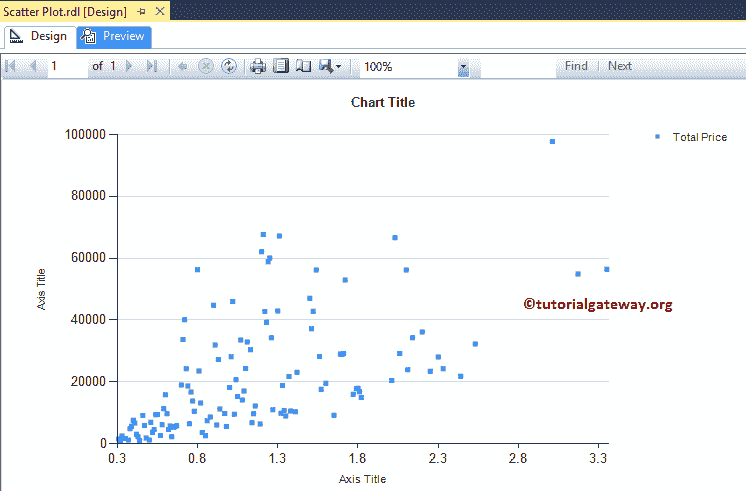 Scatter Plot.rdl [Design]
Design
Preview
1 of 1
100%
Find | Next
Chart Title
100000
80000
60000
40000
20000
0
0.3 0.8 1.3 1.8 2.3 2.8 3.3
Axis Title
Axis Title
Total Price
©tutorialgateway.org